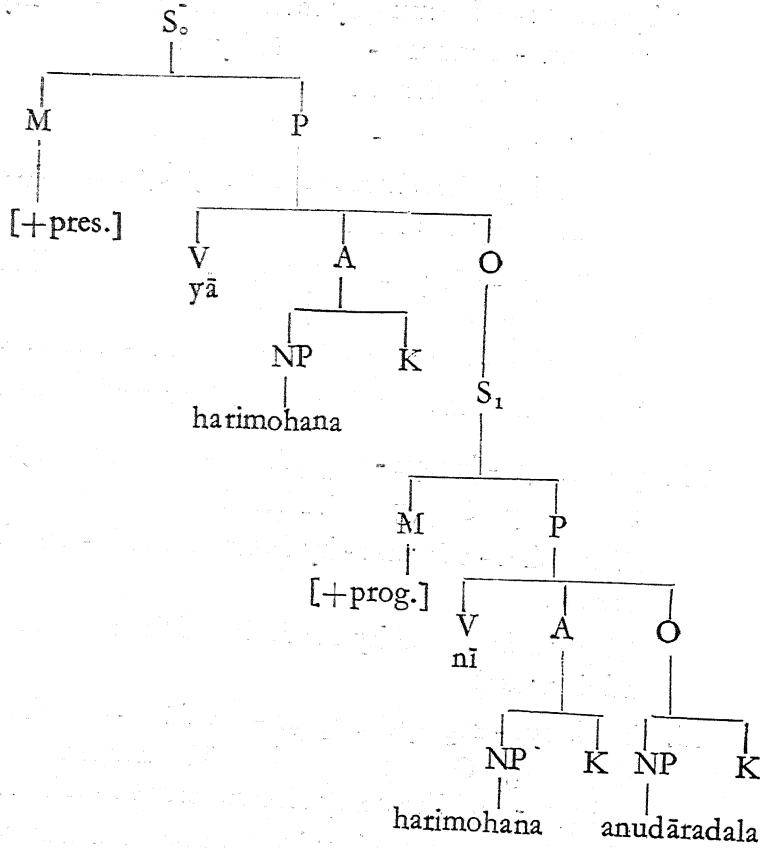 S₀
M P
[+pres.]
V A O
yā
NP K
harimohana
S₁
M P
[+prog.]
V A O
nī
NP K NP K
harimohana anudāradala